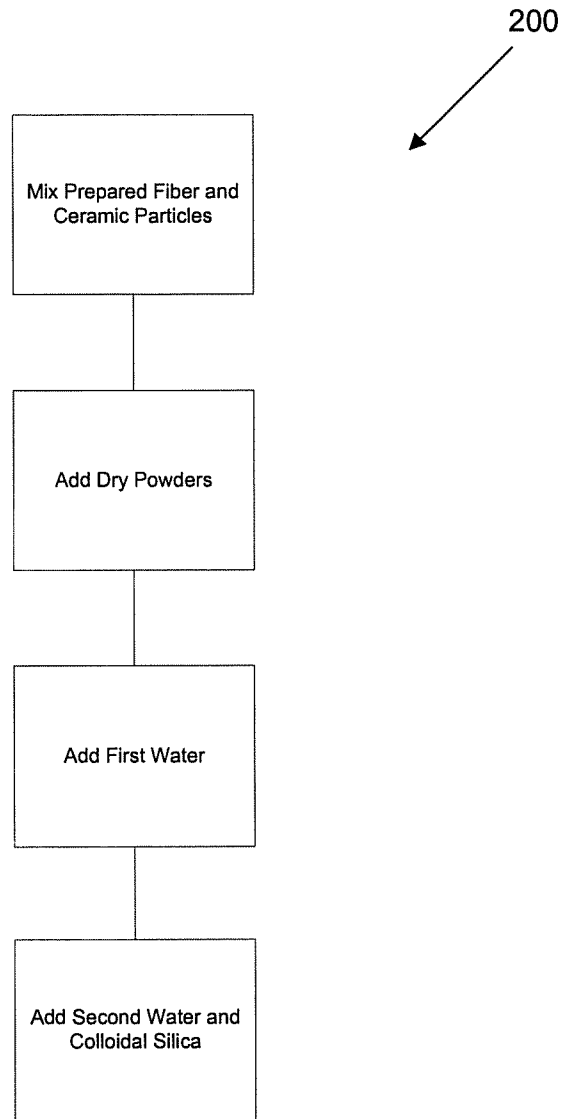 200
Mix Prepared Fiber and
Ceramic Particles
Add Dry Powders
Add First Water
Add Second Water and
Colloidal Silica